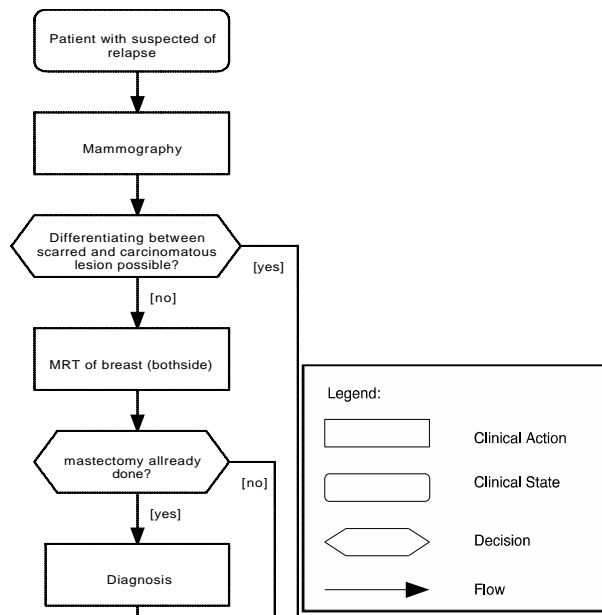 Patient with suspected of
relapse
Mammography
Differentiating between
scarred and carcinomatous
lesion possible?
[yes]
[no]
MRT of breast (bothside)
mastectomy allready
done?
[no]
[yes]
Diagnosis
Legend:
Clinical Action
Clinical State
Decision
Flow